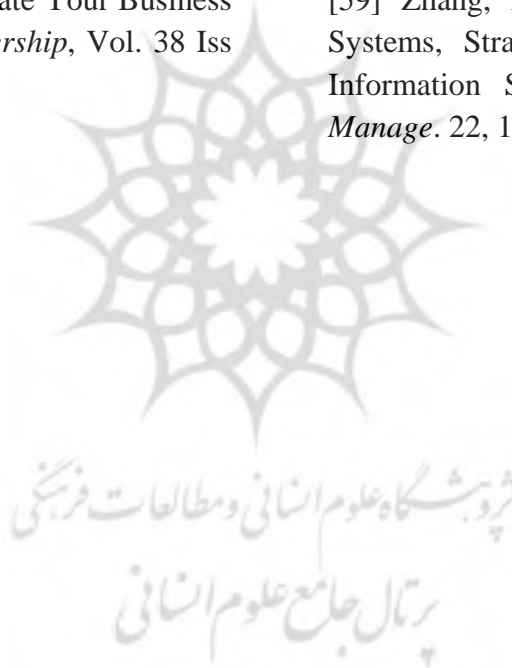 ate Your Business
ership, Vol. 38 Iss
[59] Zhang,
Systems, Stra
Information S
Manage. 22, 1
پژوهشگاه علوم انسانی و مطالعات فرهنگی
پرتال جامع علوم انسانی